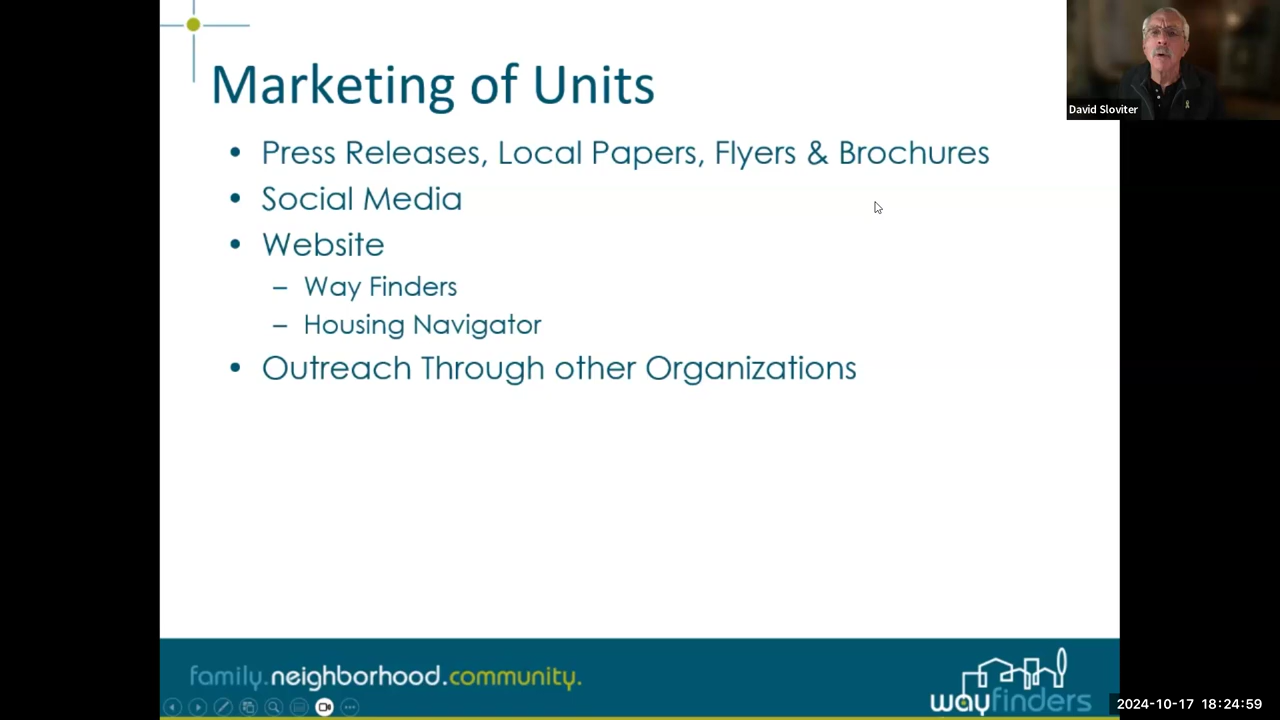 Marketing of Units
• Press Releases, Local Papers, Flyers & Brochures
• Social Media
• Website
– Way Finders
– Housing Navigator
• Outreach Through other Organizations
David Sloviter
family.neighborhood.community.
wayfinders
2024-10-17 18:24:59